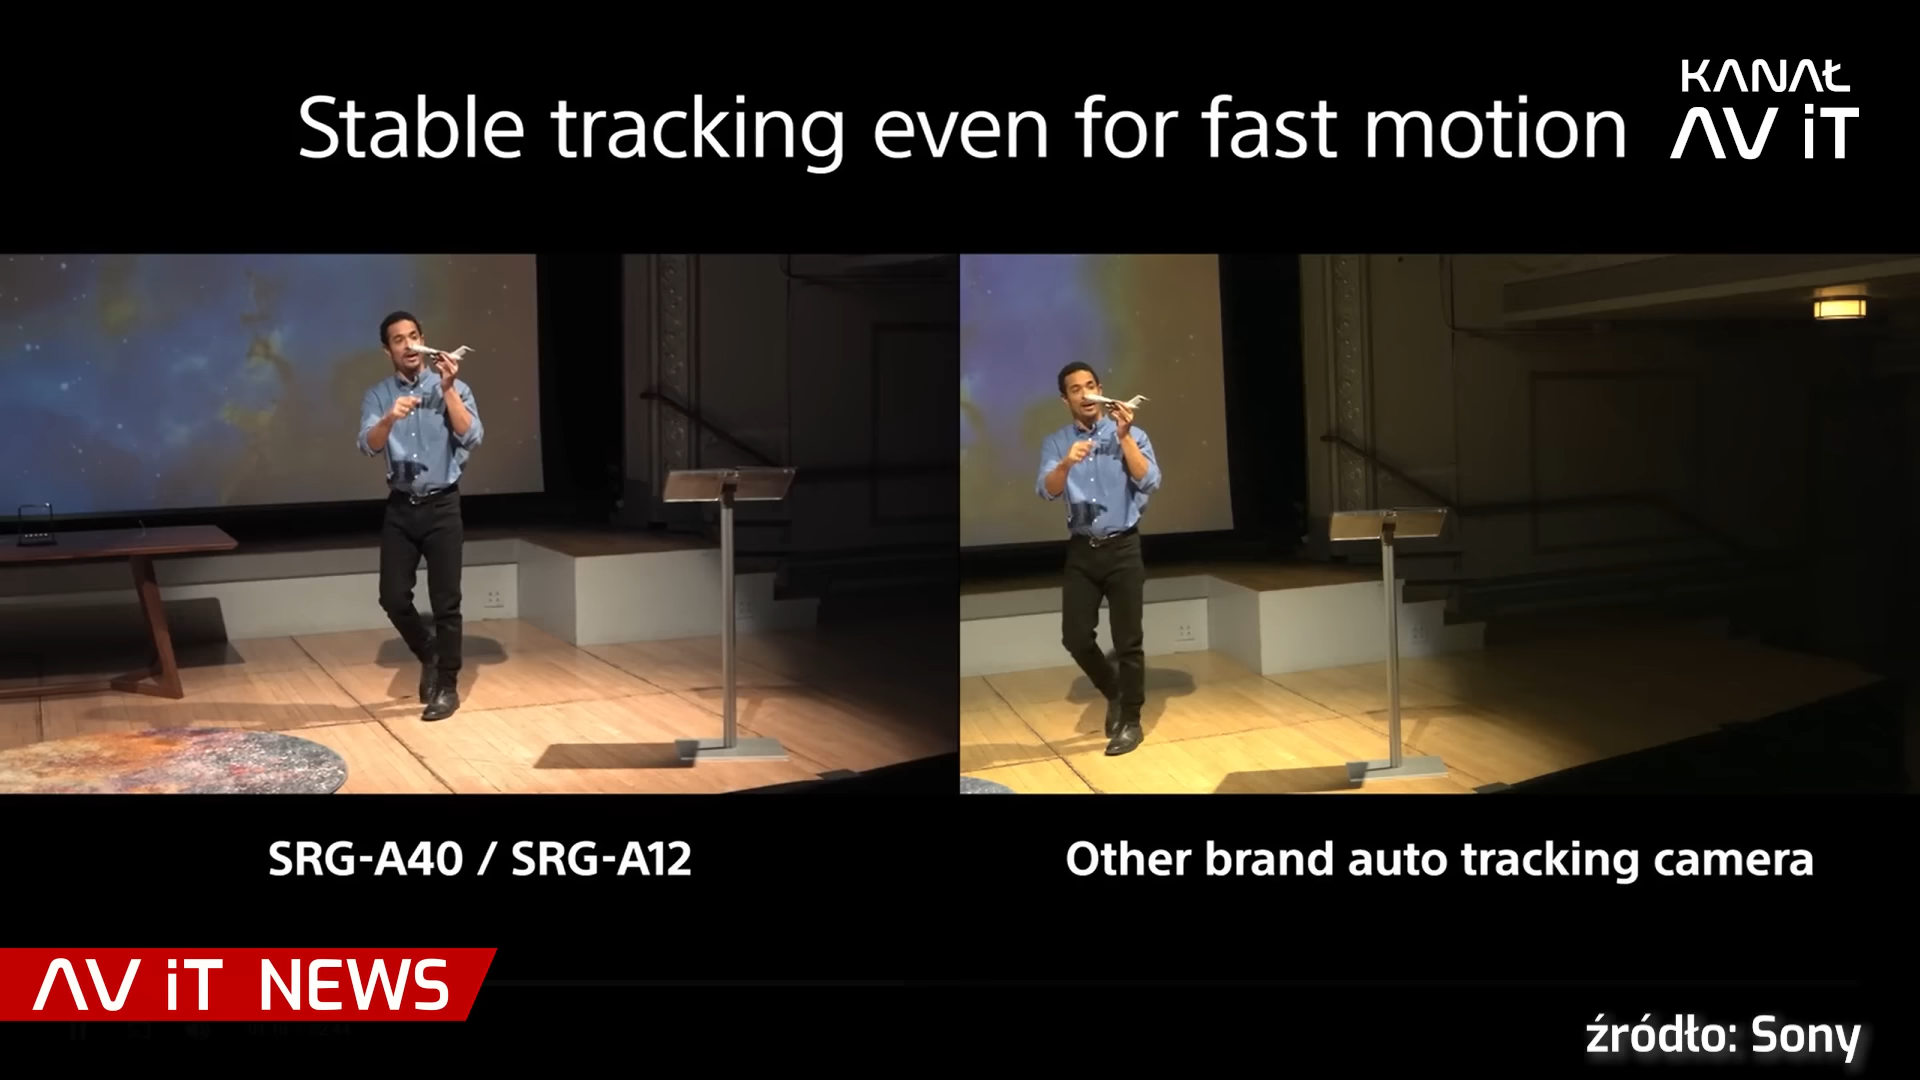 Stable tracking even for fast motion
KANAŁ
AV iT
SRG-A40 / SRG-A12
Other brand auto tracking camera
AV iT NEWS
źródło: Sony